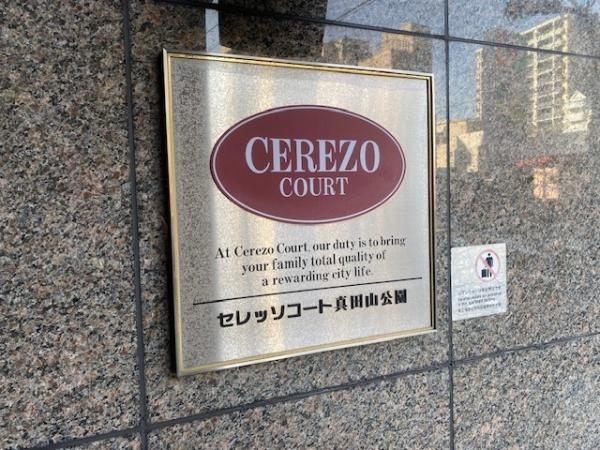 CEREZO
COURT
At Cerezo Court, our duty is to bring
your family total quality of
a rewarding city life.
セレッソコート真田山公園